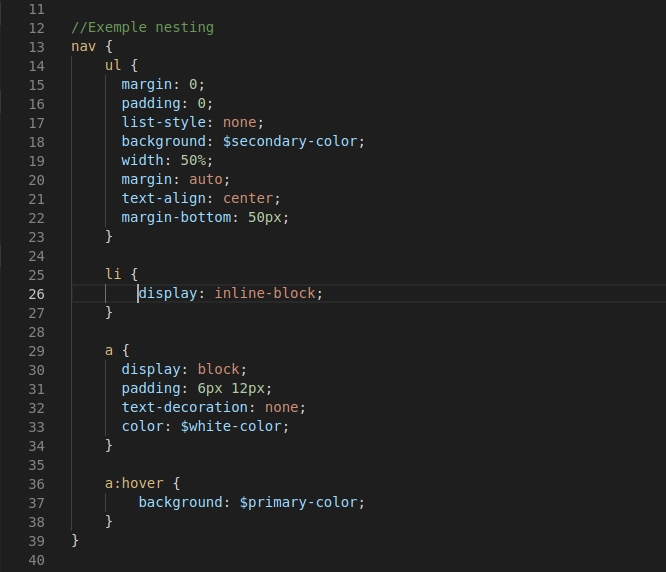 11
12 //Exemple nesting
13 nav {
14 ul {
15 margin: 0;
16 padding: 0;
17 list-style: none;
18 background: $secondary-color;
19 width: 50%;
20 margin: auto;
21 text-align: center;
22 margin-bottom: 50px;
23 }
24
25 li {
26 display: inline-block;
27 }
28
29 a {
30 display: block;
31 padding: 6px 12px;
32 text-decoration: none;
33 color: $white-color;
34 }
35
36 a:hover {
37 background: $primary-color;
38 }
39 }
40